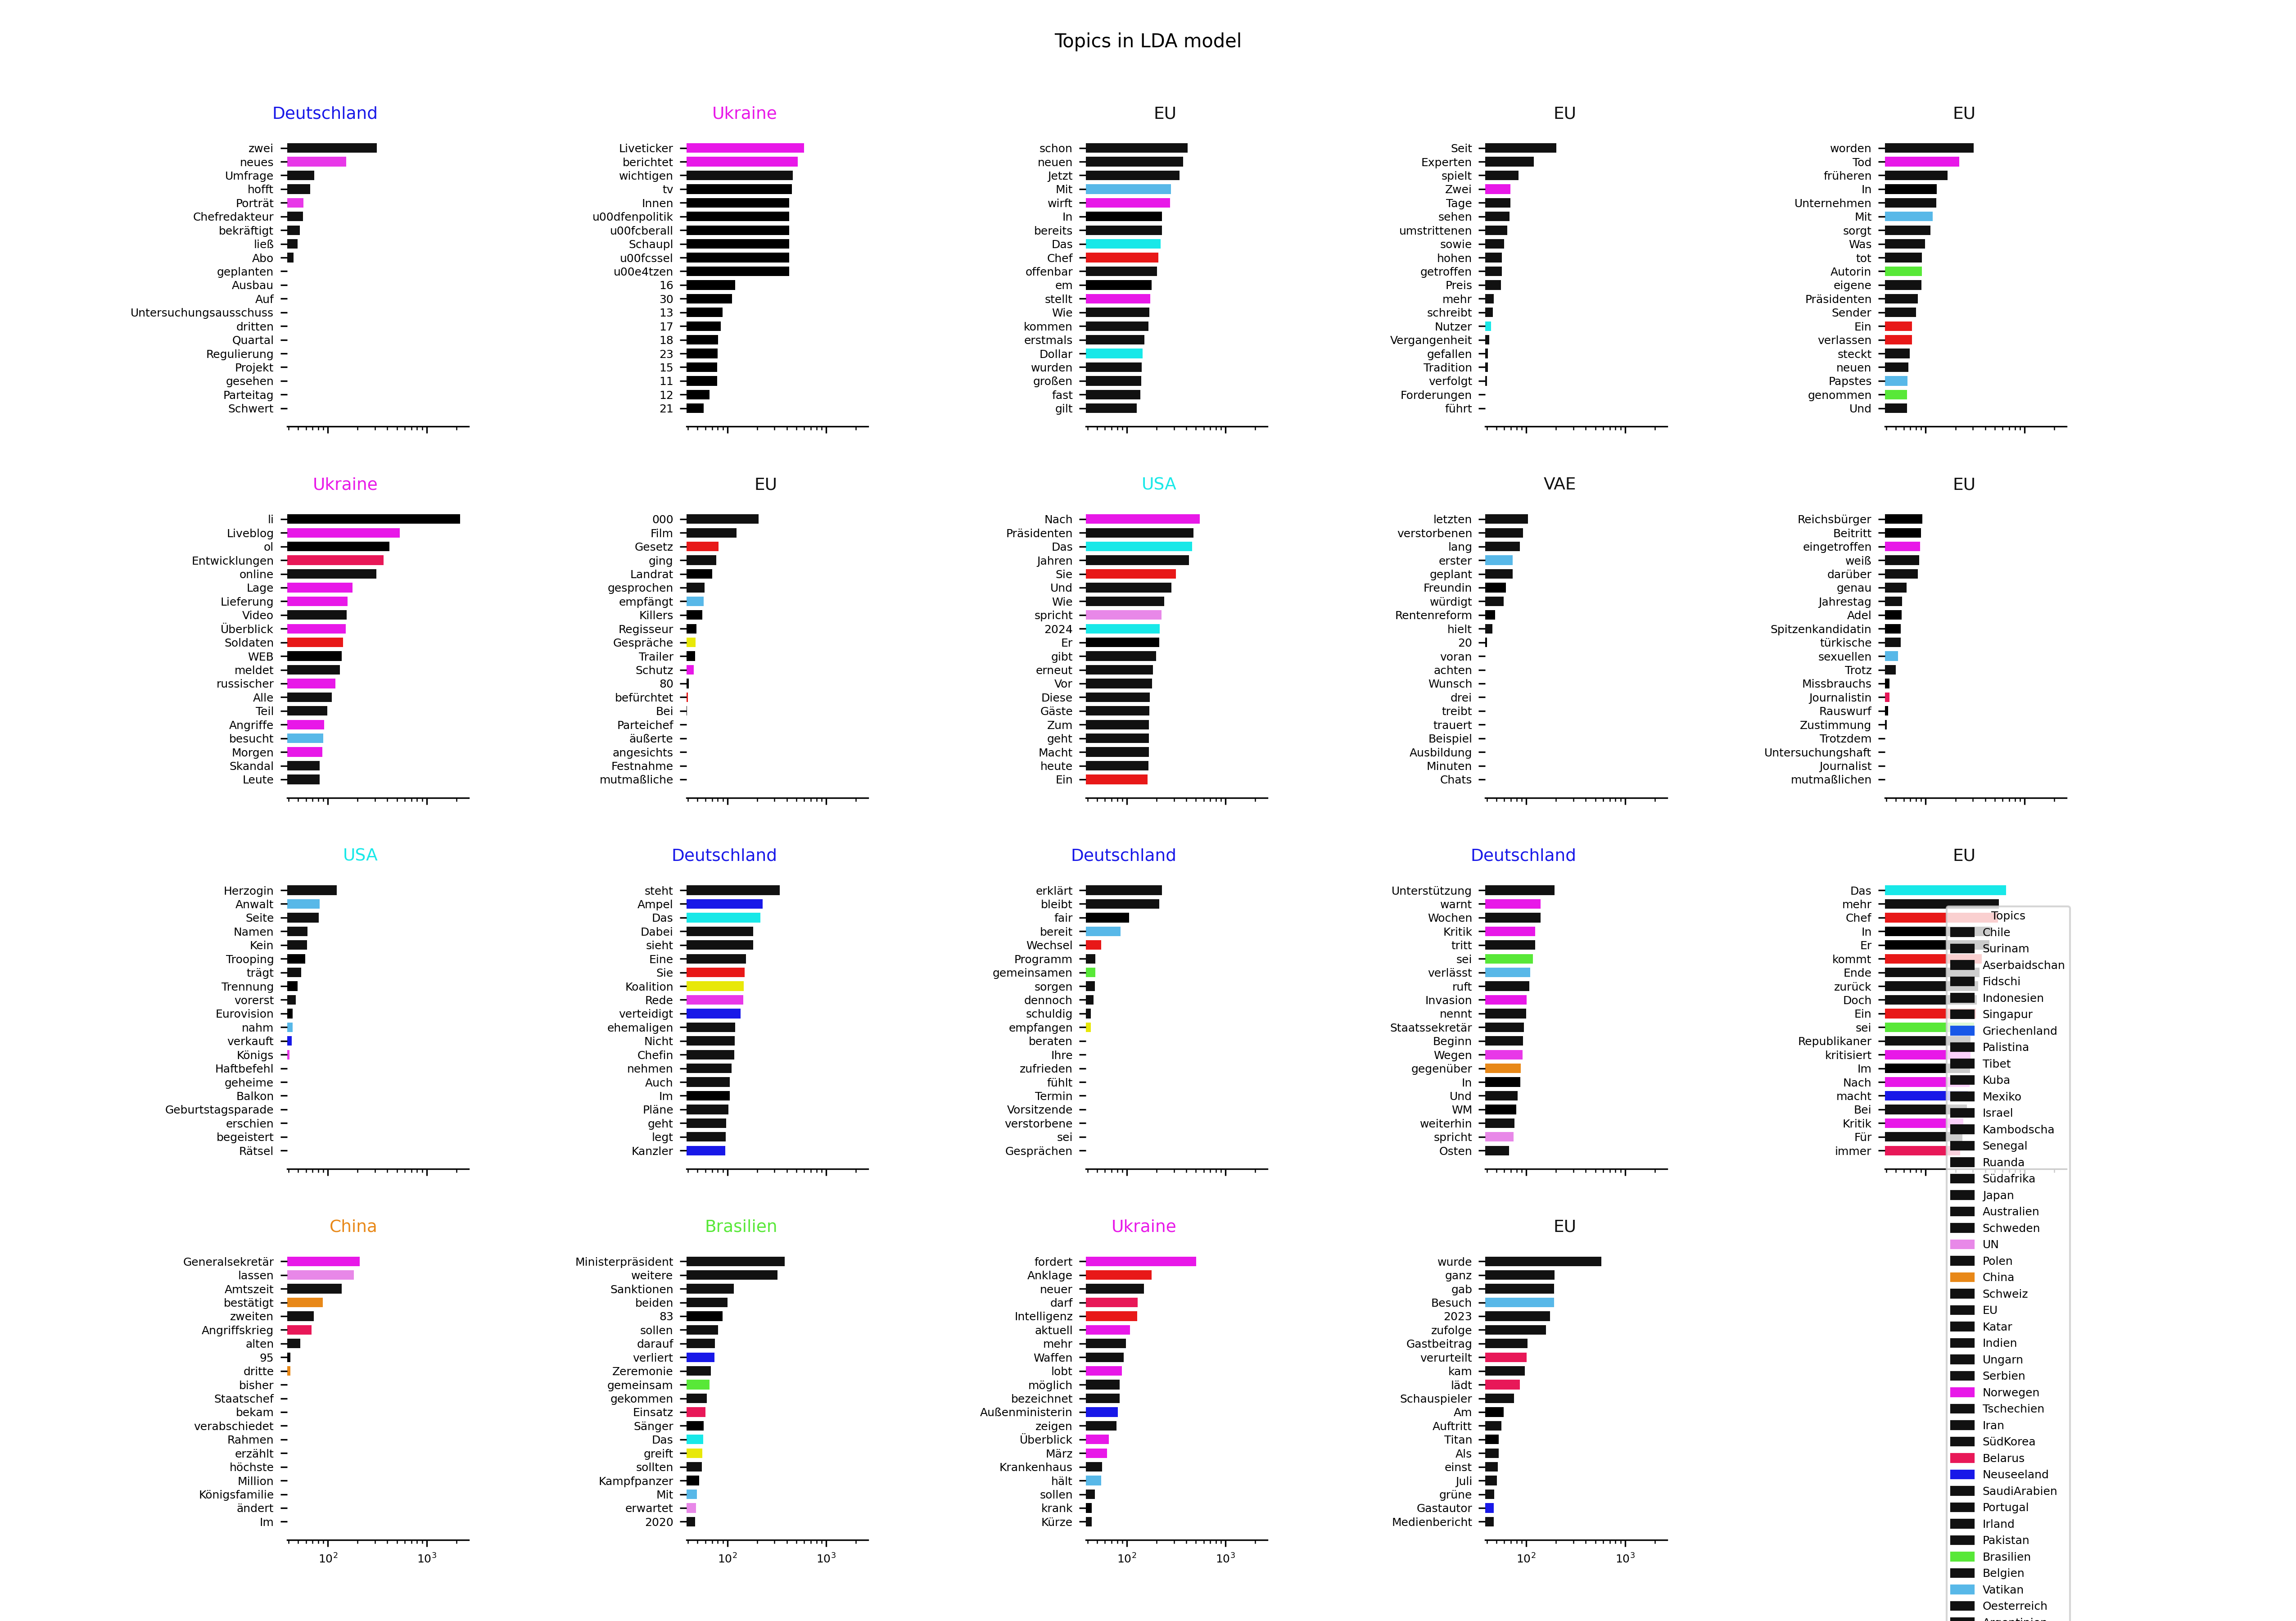 Topics in LDA model
Deutschland
zwei
neues
Umfrage
hofft
Porträt
Chefredakteur
bekräftigt
ließ
Abo
geplanten
Ausbau
Auf
Untersuchungsausschuss
dritten
Quartal
Regulierung
Projekt
gesehen
Parteitag
Schwert
Ukraine
Liveticker
berichtet
wichtigen
tv
Innen
u00dfenpolitik
u00fcberall
Schaupl
u00fcssel
u00e4tzen
16
30
13
17
18
23
15
11
12
21
EU
schon
neuen
Jetzt
Mit
wirft
In
bereits
Das
Chef
offenbar
em
stellt
Wie
kommen
erstmals
Dollar
wurden
großen
fast
gilt
EU
Seit
Experten
spielt
Zwei
Tage
sehen
umstrittenen
sowie
hohen
getroffen
Preis
mehr
schreibt
Nutzer
Vergangenheit
gefallen
Tradition
verfolgt
Forderungen
führt
EU
worden
Tod
früheren
In
Unternehmen
Mit
sorgt
Was
tot
Autorin
eigene
Präsidenten
Sender
Ein
verlassen
steckt
neuen
Papstes
genommen
Und
Ukraine
li
Liveblog
ol
Entwicklungen
online
Lage
Lieferung
Video
Überblick
Soldaten
WEB
meldet
russischer
Alle
Teil
Angriffe
besucht
Morgen
Skandal
Leute
EU
000
Film
Gesetz
ging
Landrat
gesprochen
empfängt
Killers
Regisseur
Gespräche
Trailer
Schutz
80
befürchtet
Bei
Parteichef
äußerte
angesichts
Festnahme
mutmaßliche
USA
Nach
Präsidenten
Das
Jahren
Sie
Und
Wie
spricht
2024
Er
gibt
erneut
Vor
Diese
Gäste
Zum
geht
Macht
heute
Ein
VAE
letzten
verstorbenen
lang
erster
geplant
Freundin
würdigt
Rentenreform
hielt
20
voran
achten
Wunsch
drei
treibt
trauert
Beispiel
Ausbildung
Minuten
Chats
EU
Reichsbürger
Beitritt
eingetroffen
weiß
darüber
genau
Jahrestag
Adel
Spitzenkandidatin
türkische
sexuellen
Trotz
Missbrauchs
Journalistin
Rauswurf
Zustimmung
Trotzdem
Untersuchungshaft
Journalist
mutmaßlichen
USA
Herzogin
Anwalt
Seite
Namen
Kein
Trooping
trägt
Trennung
vorerst
Eurovision
nahm
verkauft
Königs
Haftbefehl
geheime
Balkon
Geburtstagsparade
erschien
begeistert
Rätsel
Deutschland
steht
Ampel
Das
Dabei
sieht
Eine
Sie
Koalition
Rede
verteidigt
ehemaligen
Nicht
Chefin
nehmen
Auch
Im
Pläne
geht
legt
Kanzler
Deutschland
erklärt
bleibt
fair
bereit
Wechsel
Programm
gemeinsamen
sorgen
dennoch
schuldig
empfangen
beraten
Ihre
zufrieden
fühlt
Termin
Vorsitzende
verstorbene
sei
Gesprächen
Deutschland
Unterstützung
warnt
Wochen
Kritik
tritt
sei
verlässt
ruft
Invasion
nennt
Staatssekretär
Beginn
Wegen
gegenüber
In
Und
WM
weiterhin
spricht
Osten
EU
Das
mehr
Chef
In
Er
kommt
Ende
zurück
Doch
Ein
sei
Republikaner
kritisiert
Im
Nach
macht
Bei
Kritik
Für
immer
China
Generalsekretär
lassen
Amtszeit
bestätigt
zweiten
Angriffskrieg
alten
95
dritte
bisher
Staatschef
bekam
verabschiedet
Rahmen
erzählt
höchste
Million
Königsfamilie
ändert
Im
10²
10³
Brasilien
Ministerpräsident
weitere
Sanktionen
beiden
83
sollen
darauf
verliert
Zeremonie
gemeinsam
gekommen
Einsatz
Sänger
Das
greift
sollten
Kampfpanzer
Mit
erwartet
2020
10²
10³
Ukraine
fordert
Anklage
neuer
darf
Intelligenz
aktuell
mehr
Waffen
lobt
möglich
bezeichnet
Außenministerin
zeigen
Überblick
März
Krankenhaus
hält
sollen
krank
Kürze
10²
10³
EU
wurde
ganz
gab
Besuch
2023
zufolge
Gastbeitrag
verurteilt
kam
lädt
Schauspieler
Am
Auftritt
Titan
Als
einst
Juli
grüne
Gastautor
Medienbericht
10²
10³
Topics
Chile
Surinam
Aserbaidschan
Fidschi
Indonesien
Singapur
Griechenland
Palistina
Tibet
Kuba
Mexiko
Israel
Kambodscha
Senegal
Ruanda
Südafrika
Japan
Australien
Schweden
UN
Polen
China
Schweiz
EU
Katar
Indien
Ungarn
Serbien
Norwegen
Tschechien
Iran
SüdKorea
Belarus
Neuseeland
SaudiArabien
Portugal
Irland
Pakistan
Brasilien
Belgien
Vatikan
Oesterreich